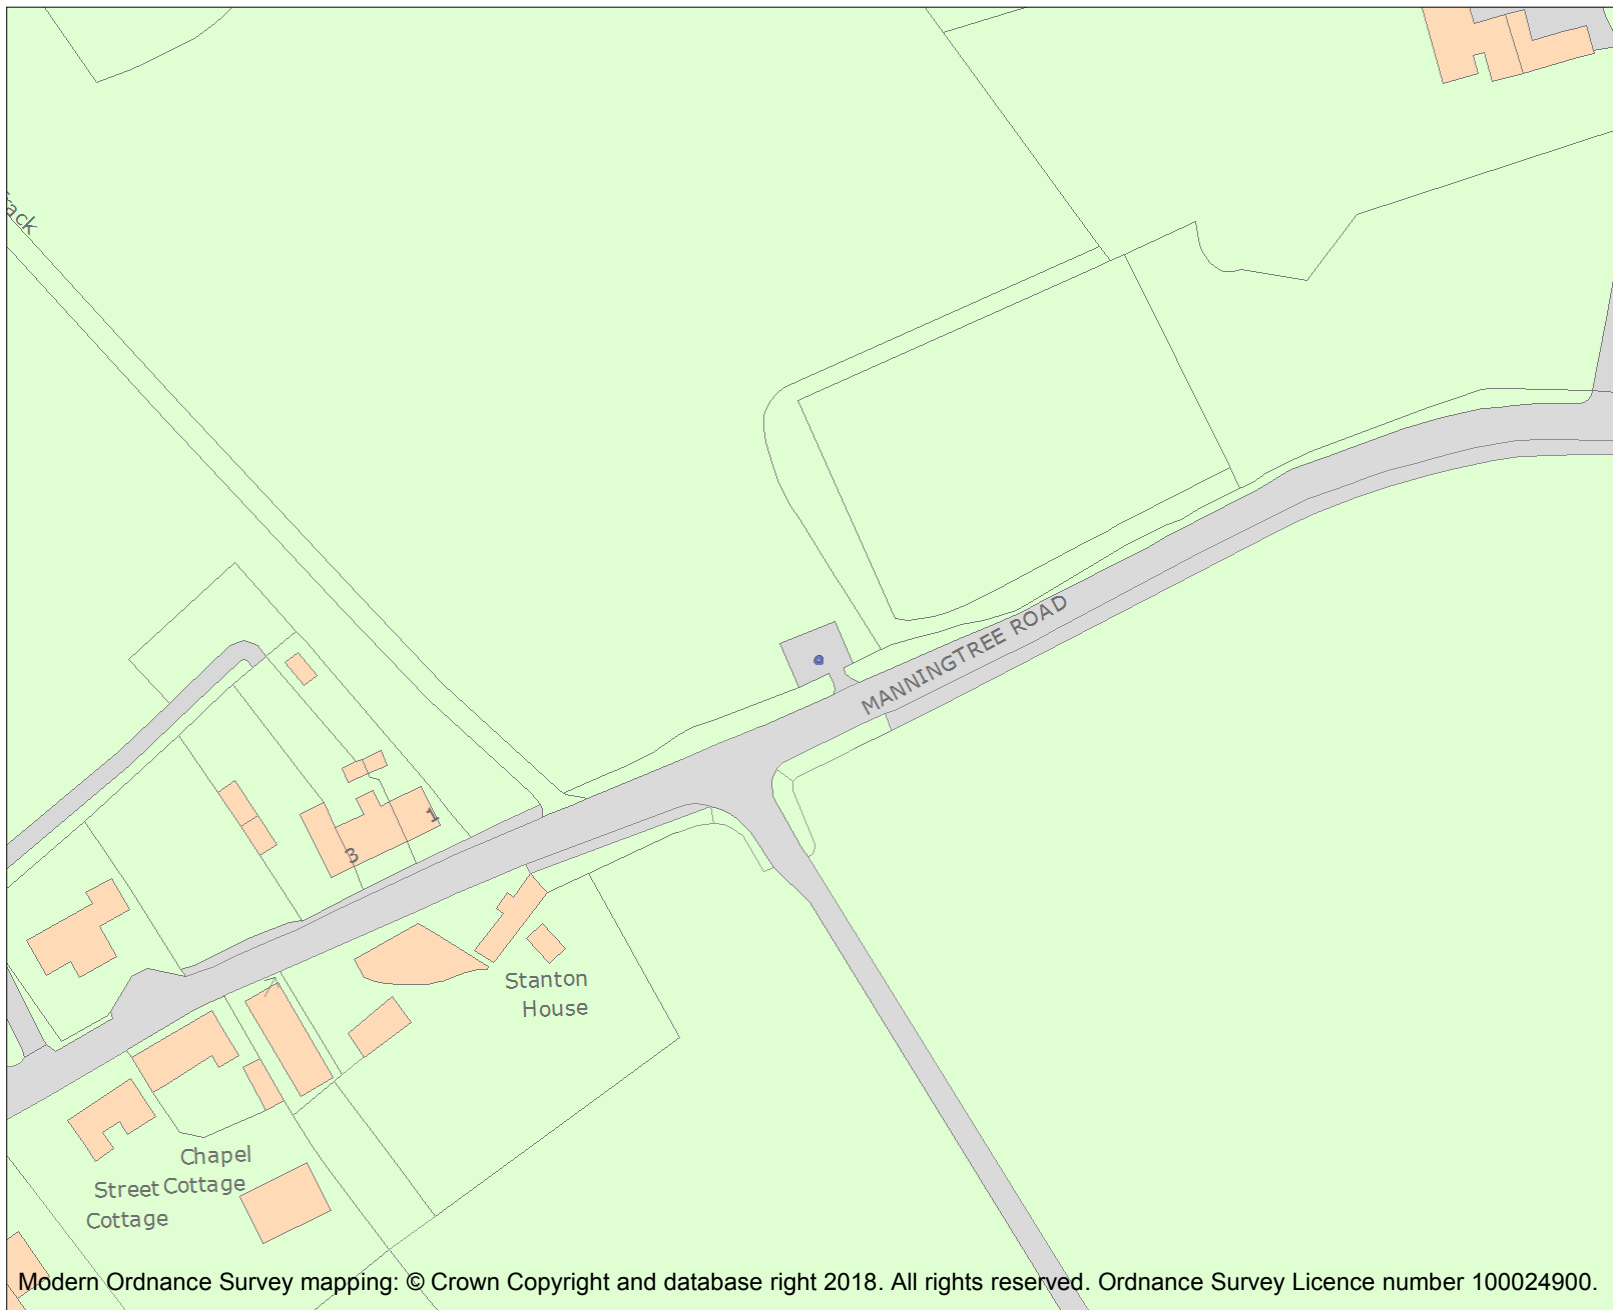 MANNINGTREE ROAD
1
3
Stanton
House
7
Chapel
Cottage
Street
Cottage
Modern Ordnance Survey mapping: © Crown Copyright and database right 2018. All rights reserved. Ordnance Survey Licence number 100024900.